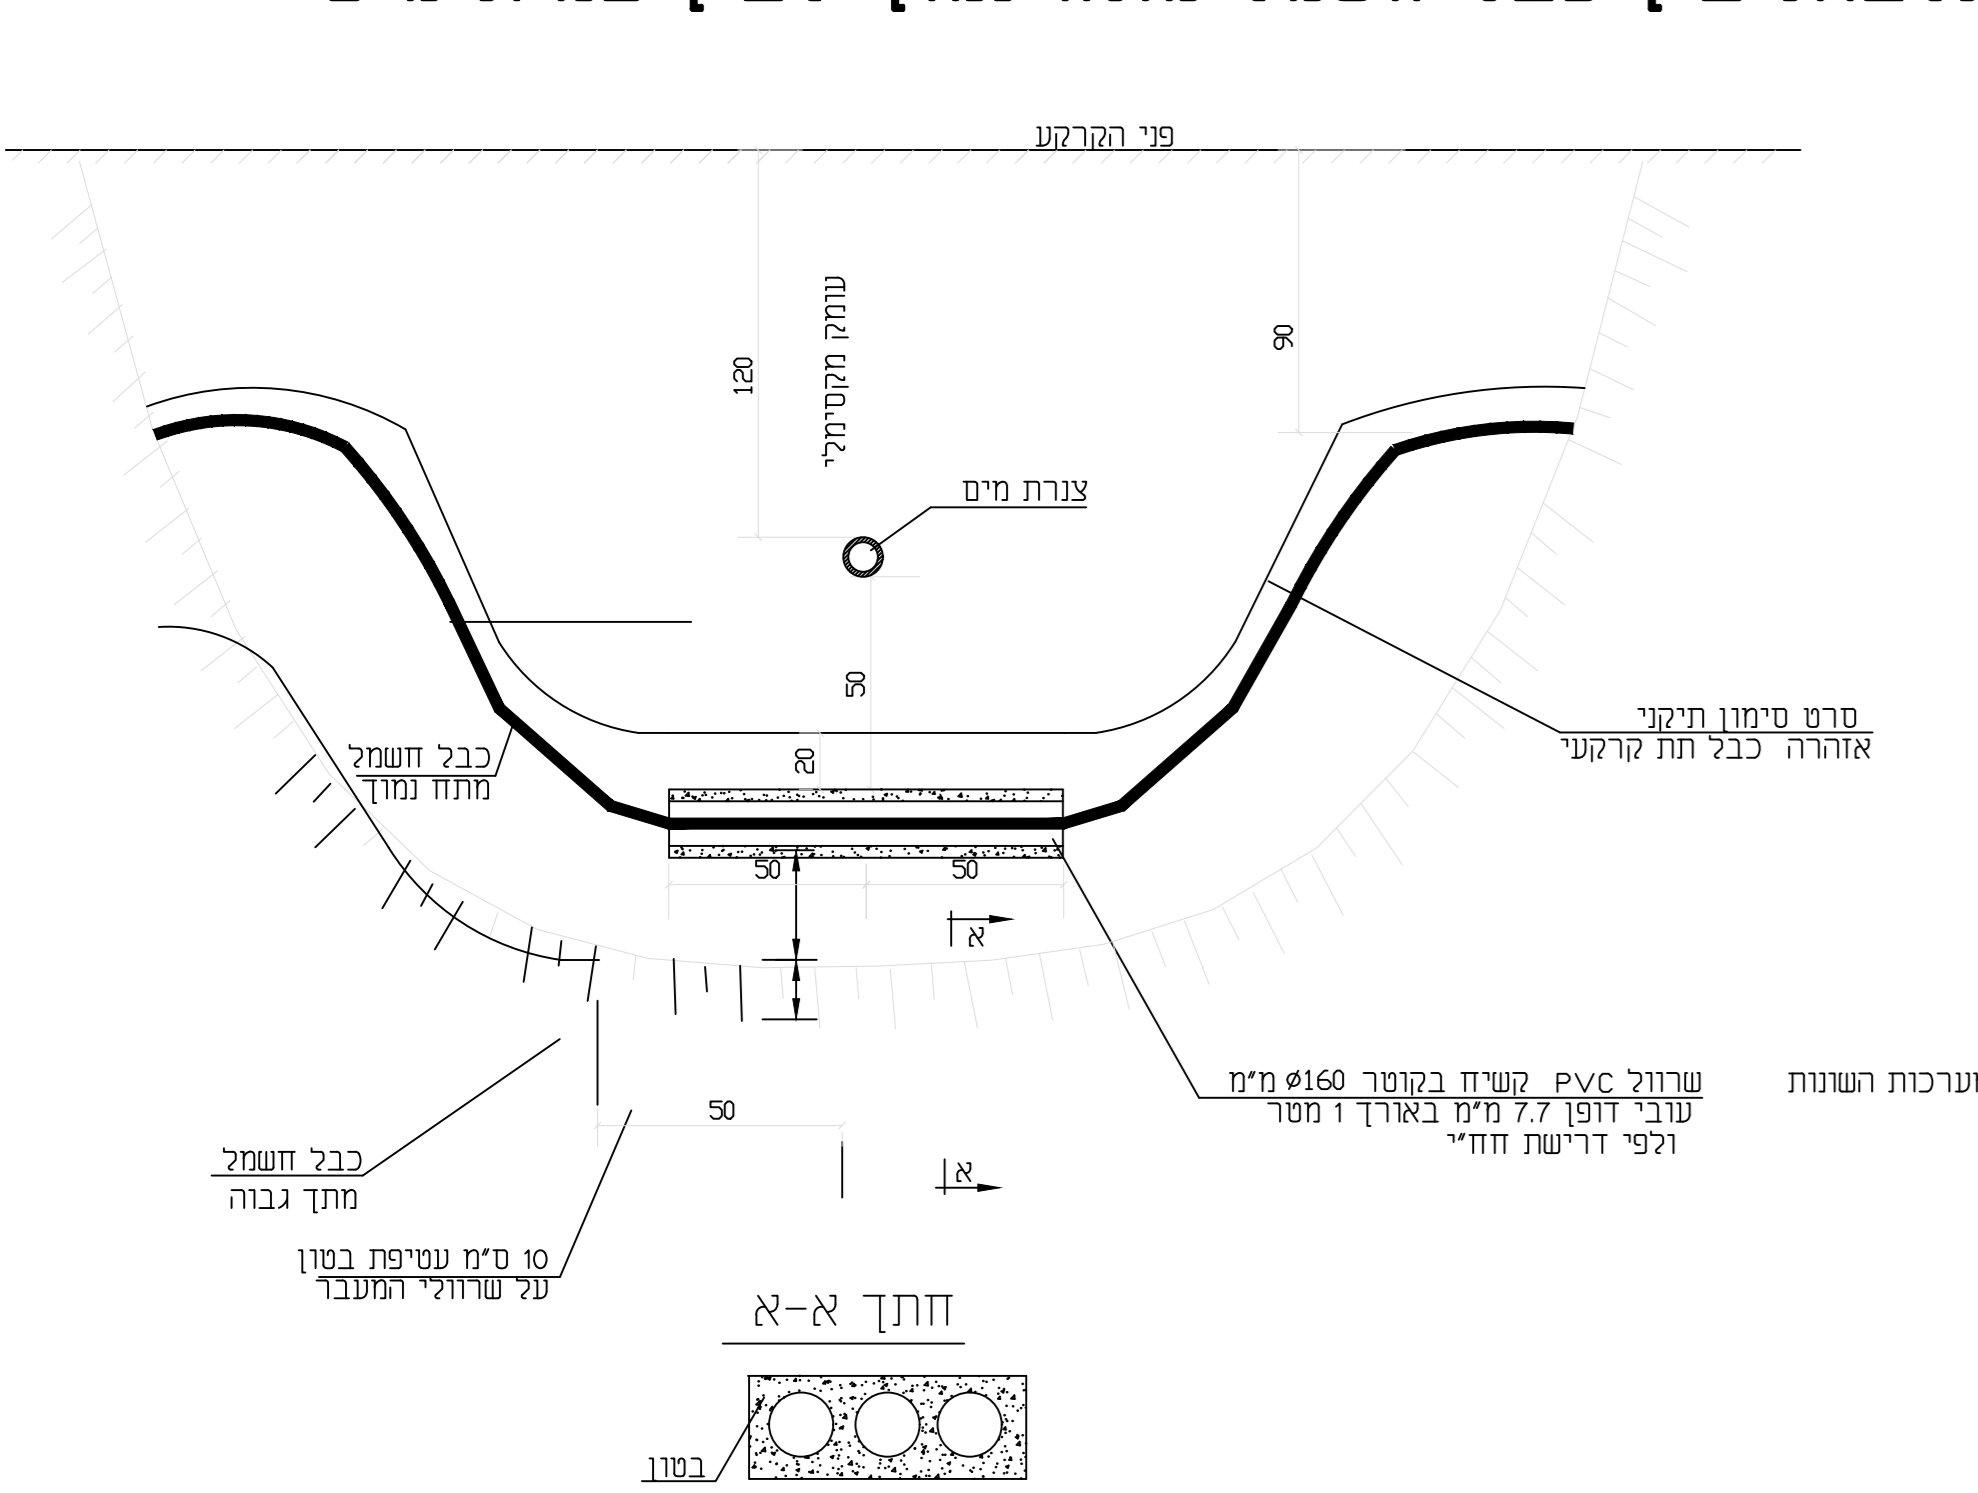 פני הקרקע
עומק מקסימלי
120
90
צנרת מים
50
20
סרט סימון תיקני
אזהרה כבל תת קרקעי
כבל חשמל
מתח נמוך
50
50
א
שרוול PVC קשיח בקוטר Ø160 מ"מ
עובי דופן 7.7 מ"מ באורך 1 מטר
ולפי דרישת חח"י
השונות
50
כבל חשמל
מתך גבוה
א
10 ס"מ עטיפת בטון
על שרוולי המעבר
חתך א-א
בטון